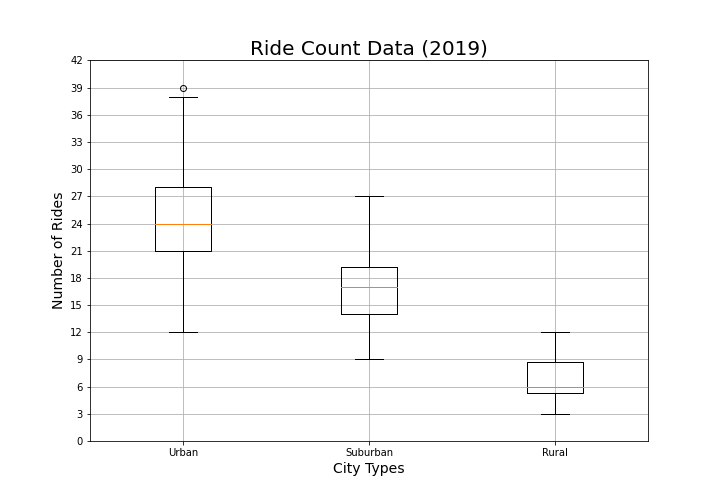 Ride Count Data (2019)
42
39
36
33
30
27
24
21
18
15
12
9
6
3
0
Number of Rides
Urban
Suburban
Rural
City Types